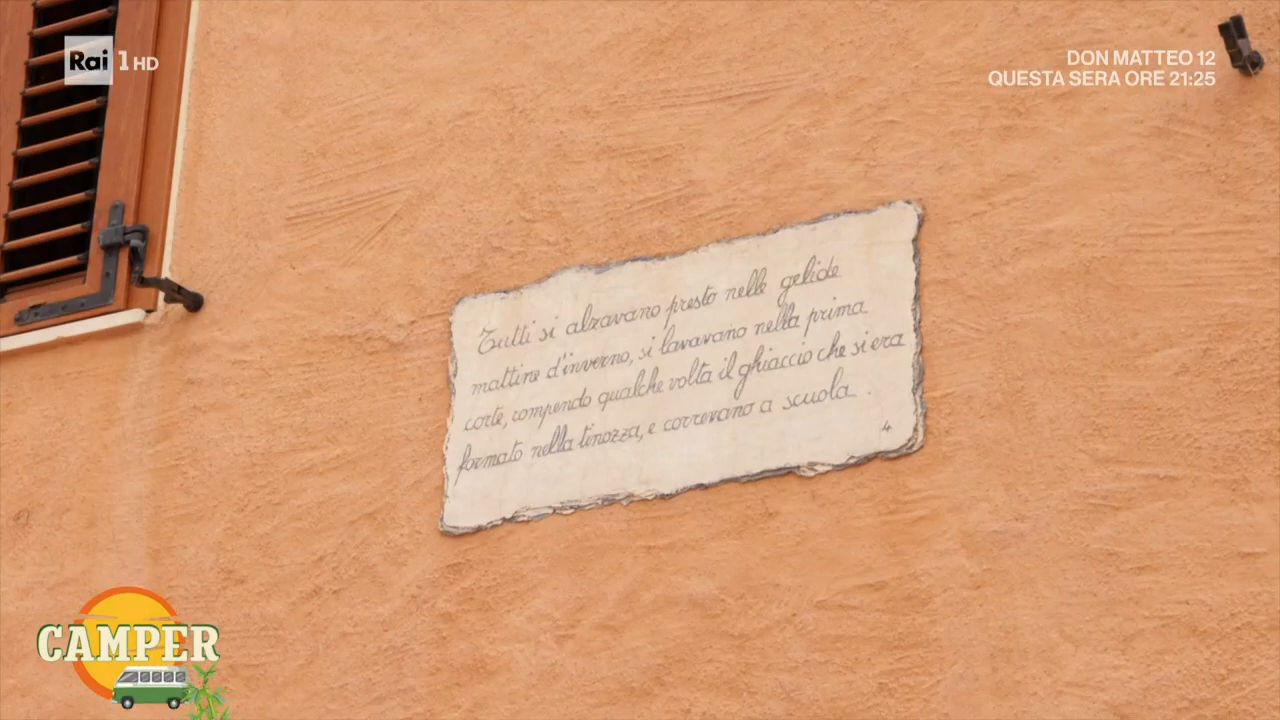 Rai 1 HD
DON MATTEO 12
QUESTA SERA ORE 21:25
Tutti si alzavano presto nelle gelide
mattine d'inverno, si lavavano nella prima
corte, rompendo qualche volta il ghiaccio che si era
formato nella tinozza, e correvano a scuola.
4
CAMPER